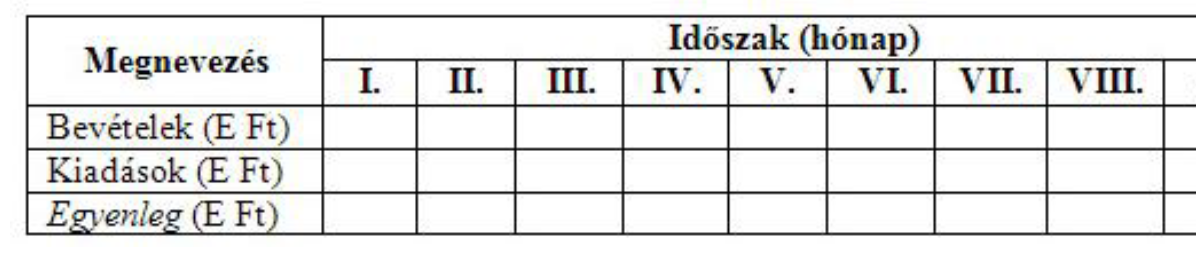 Megnevezés
Időszak (hónap)
I. II. III. IV. V. VI. VII. VIII.
Bevételek (E Ft)
Kiadások (E Ft)
Egyenleg (E Ft)